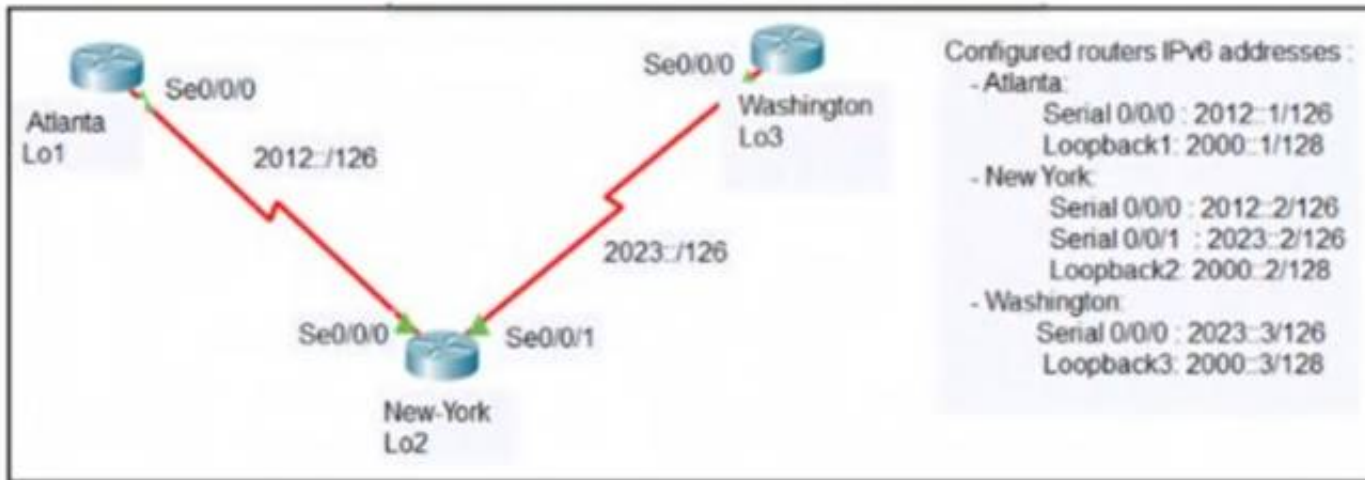 Se0/0/0
Atlanta
Lo1
2012::/126
Se0/0/0
Washington
Lo3
2023::/126
Se0/0/0
Se0/0/1
New-York
Lo2
Configured routers IPv6 addresses :
- Atlanta:
Serial 0/0/0 : 2012::1/126
Loopback1: 2000::1/128
- New York:
Serial 0/0/0 : 2012::2/126
Serial 0/0/1 : 2023::2/126
Loopback2: 2000::2/128
- Washington:
Serial 0/0/0 : 2023::3/126
Loopback3: 2000::3/128